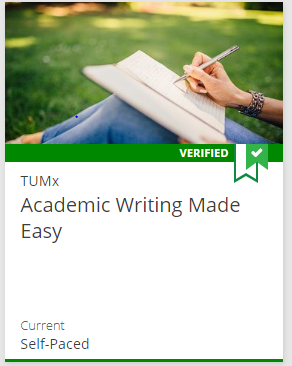 VERIFIED
TUMx
Academic Writing Made
Easy
Current
Self-Paced